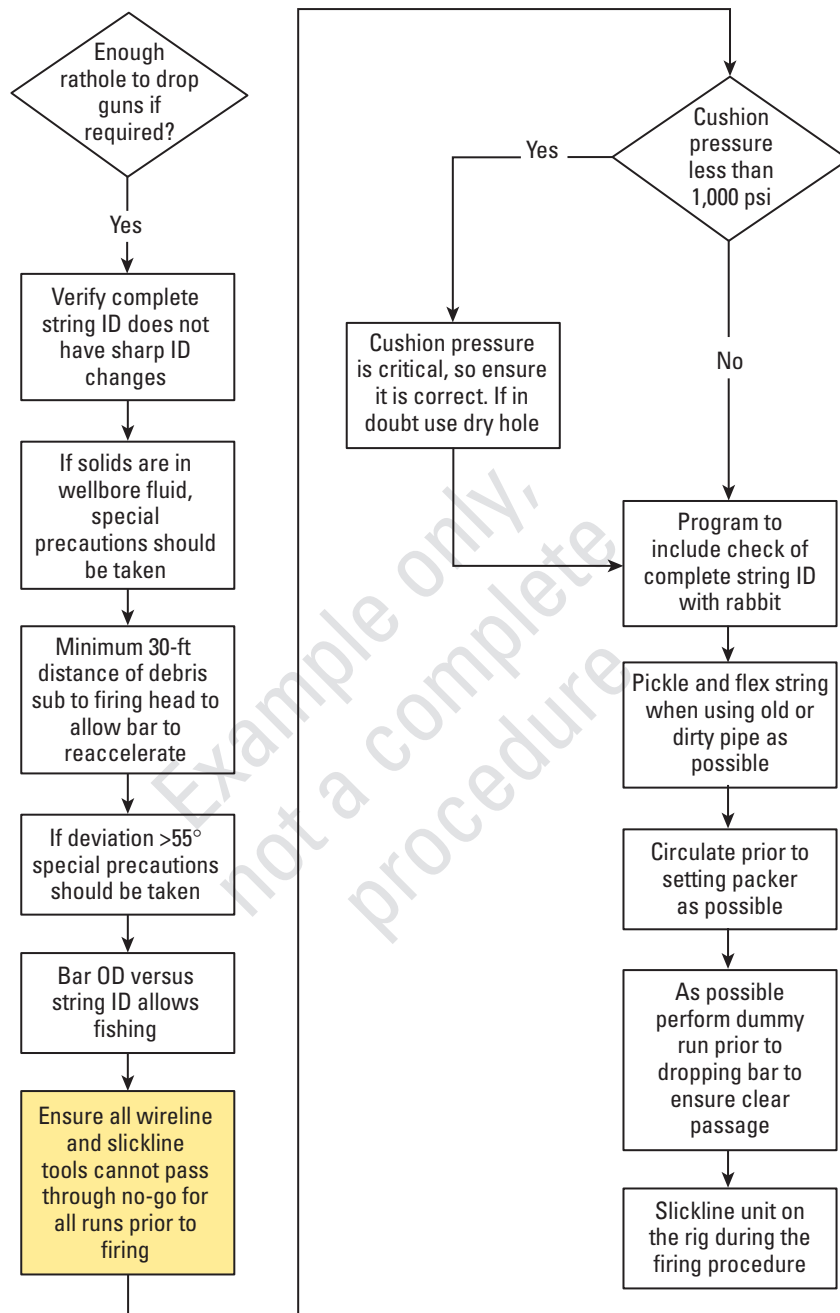 Enough
rathole to drop
guns if
required?
Yes
Verify complete
string ID does not
have sharp ID
changes
If solids are in
wellbore fluid,
special
precautions should
be taken
Minimum 30-ft
distance of debris
sub to firing head to
allow bar to
reaccelerate
If deviation >55°
special precautions
should be taken
Bar OD versus
string ID allows
fishing
Ensure all wireline
and slickline
tools cannot pass
through no-go for
all runs prior to
firing
Cushion
pressure
less than
1,000 psi
Yes
Cushion pressure
is critical, so ensure
it is correct. If in
doubt use dry hole
No
Program to
include check of
complete string ID
with rabbit
Pickle and flex string
when using old or
dirty pipe as
possible
Circulate prior to
setting packer
as possible
As possible
perform dummy
run prior to
dropping bar to
ensure clear
passage
Slickline unit on
the rig during the
firing procedure
Example only,
not a complete
procedure